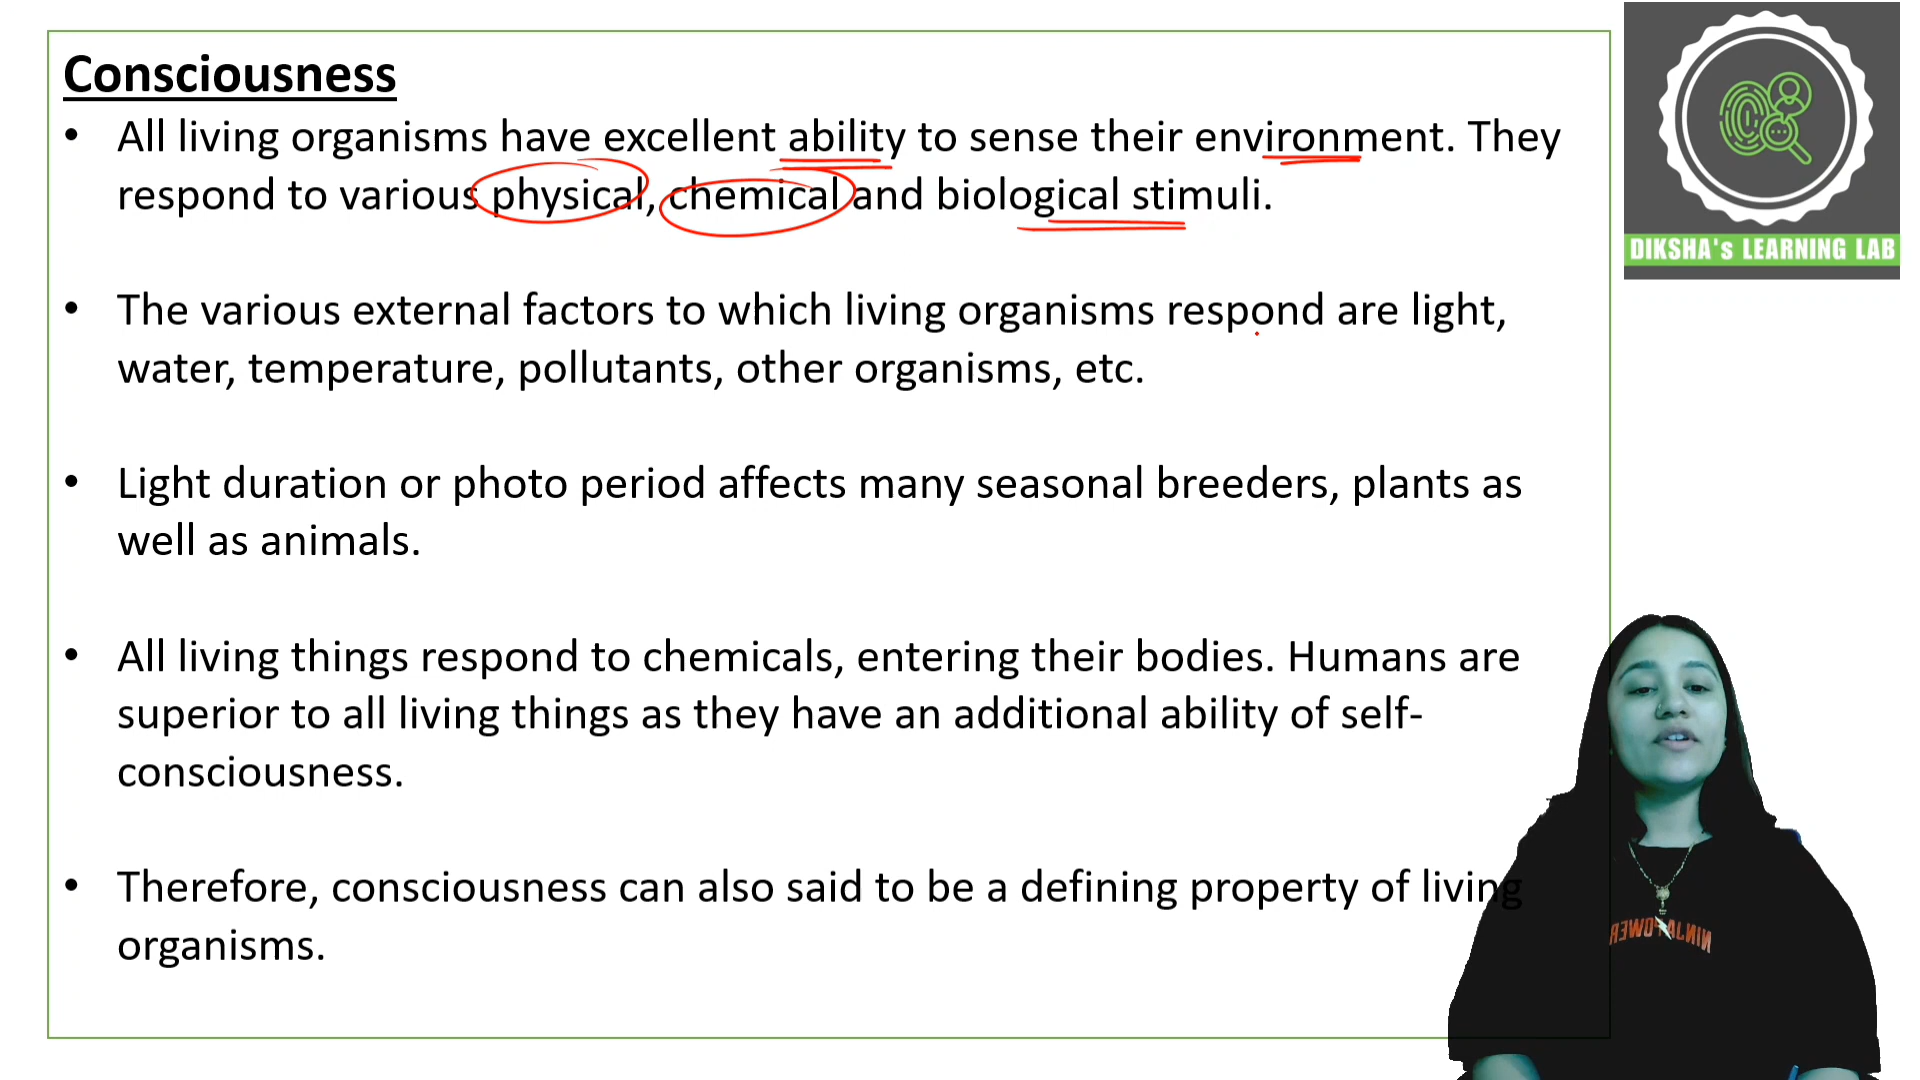 Consciousness
• All living organisms have excellent ability to sense their environment. They
respond to various physical, chemical and biological stimuli.
• The various external factors to which living organisms respond are light,
water, temperature, pollutants, other organisms, etc.
• Light duration or photo period affects many seasonal breeders, plants as
well as animals.
• All living things respond to chemicals, entering their bodies. Humans are
superior to all living things as they have an additional ability of self-
consciousness.
• Therefore, consciousness can also said to be a defining property of living
organisms.
DIKSHA's LEARNING LAB
NINJA POWER